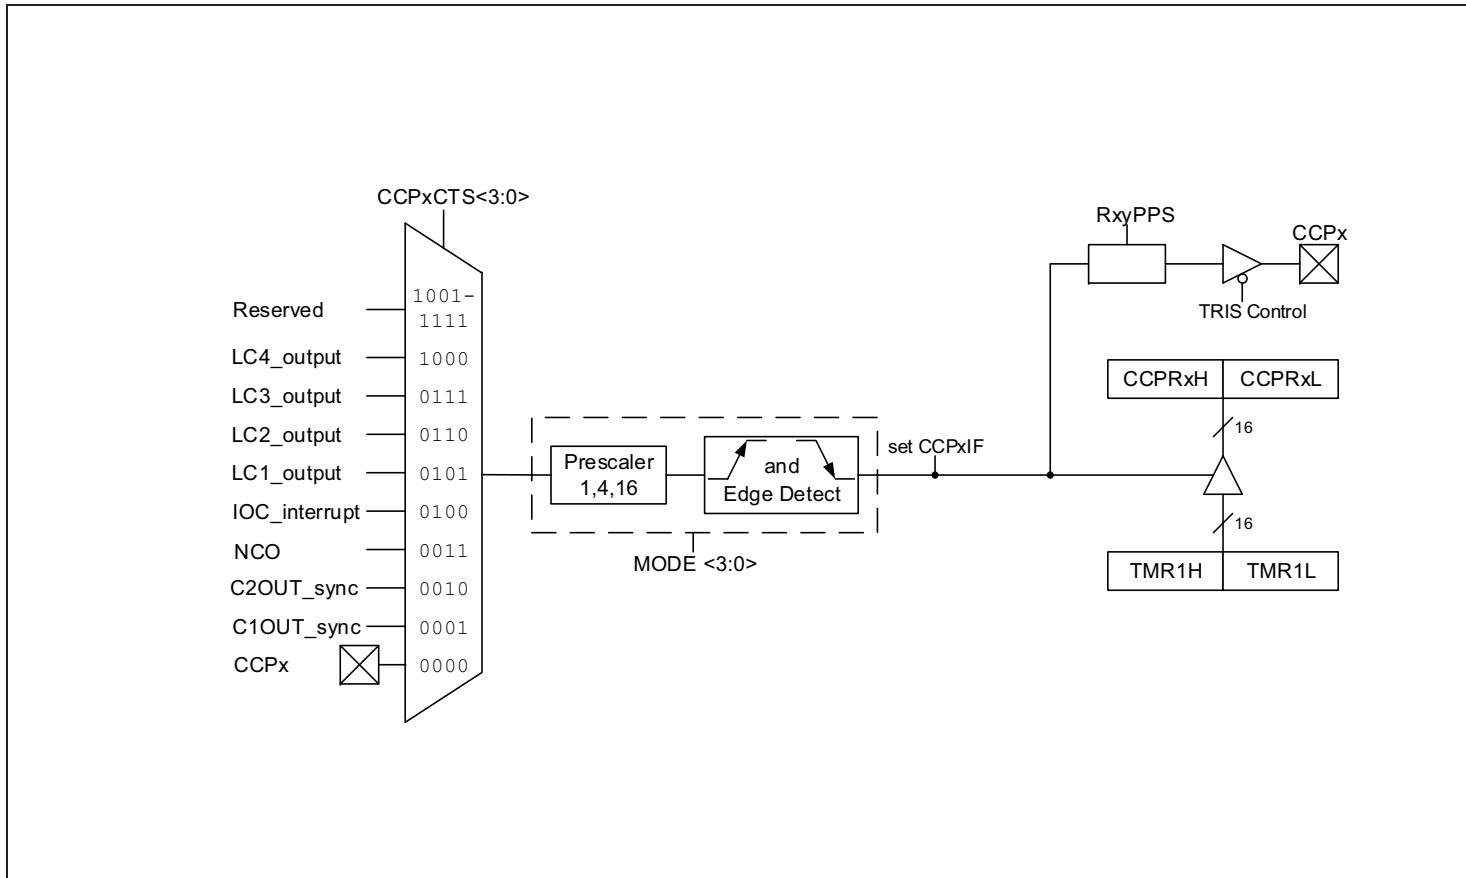 CCPxCTS<3:0>
RxyPPS
CCPx
TRIS Control
Reserved
1001-
1111
LC4_output
1000
LC3_output
0111
LC2_output
0110
LC1_output
0101
IOC_interrupt
0100
NCO
0011
C2OUT_sync
0010
C1OUT_sync
0001
CCPx
0000
Prescaler
1,4,16
and
Edge Detect
MODE <3:0>
set CCPxIF
CCPRxH
CCPRxL
16
16
TMR1H
TMR1L